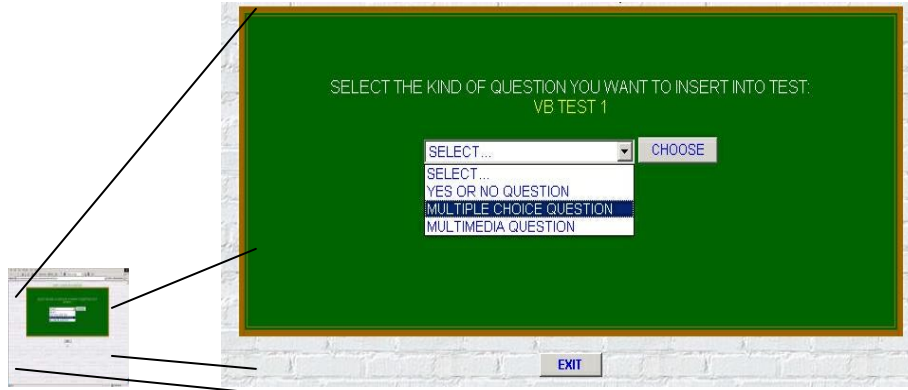 SELECT THE KIND OF QUESTION YOU WANT TO INSERT INTO TEST:
VB TEST 1
SELECT... CHOOSE
SELECT...
YES OR NO QUESTION
MULTIPLE CHOICE QUESTION
MULTIMEDIA QUESTION
EXIT